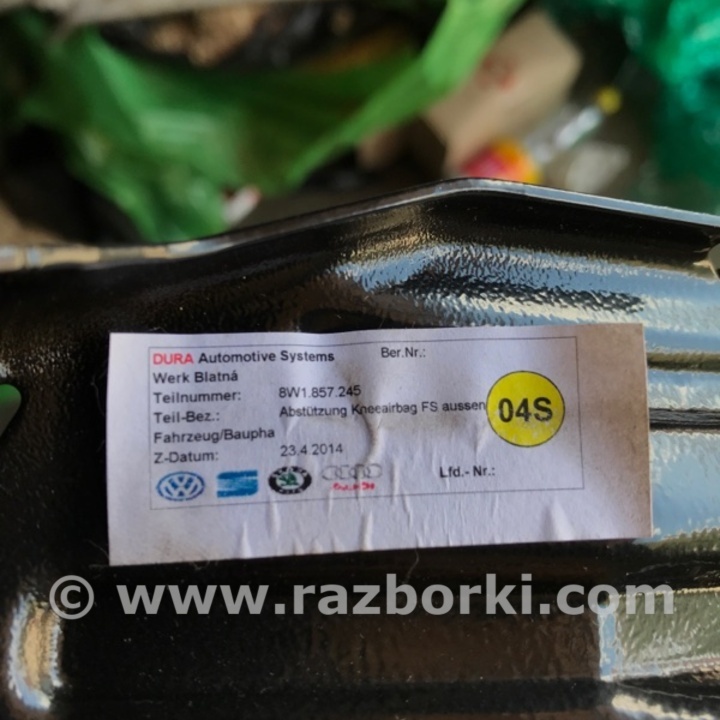 DURA Automotive Systems Ber.Nr.:
Werk Blatná
Teilnummer: 8W1.857.245
Teil-Bez.: Abstützung Kneeairbag FS aussen
04S
Fahrzeug/Baupha
Z-Datum: 23.4.2014
Lfd.- Nr.:
© www.razborki.com